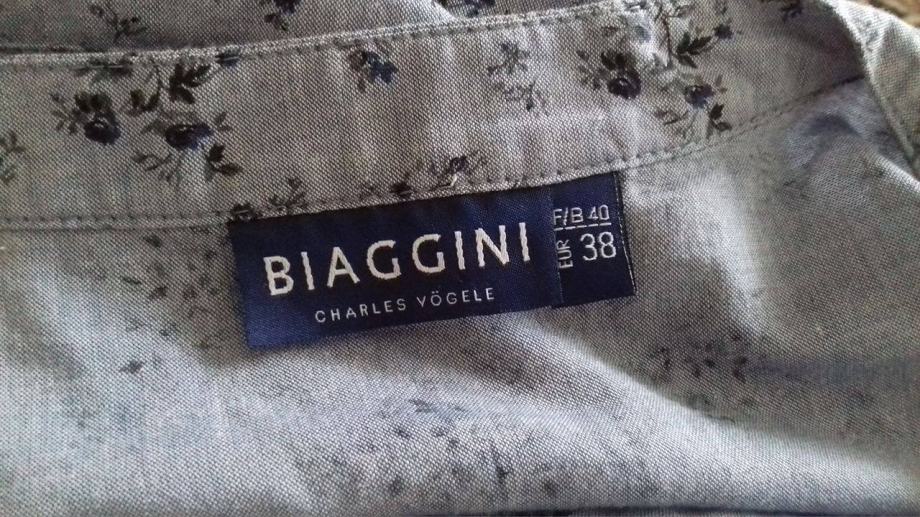 BIAGGINI
CHARLES VÖGELE
F/B 40
EUR 38